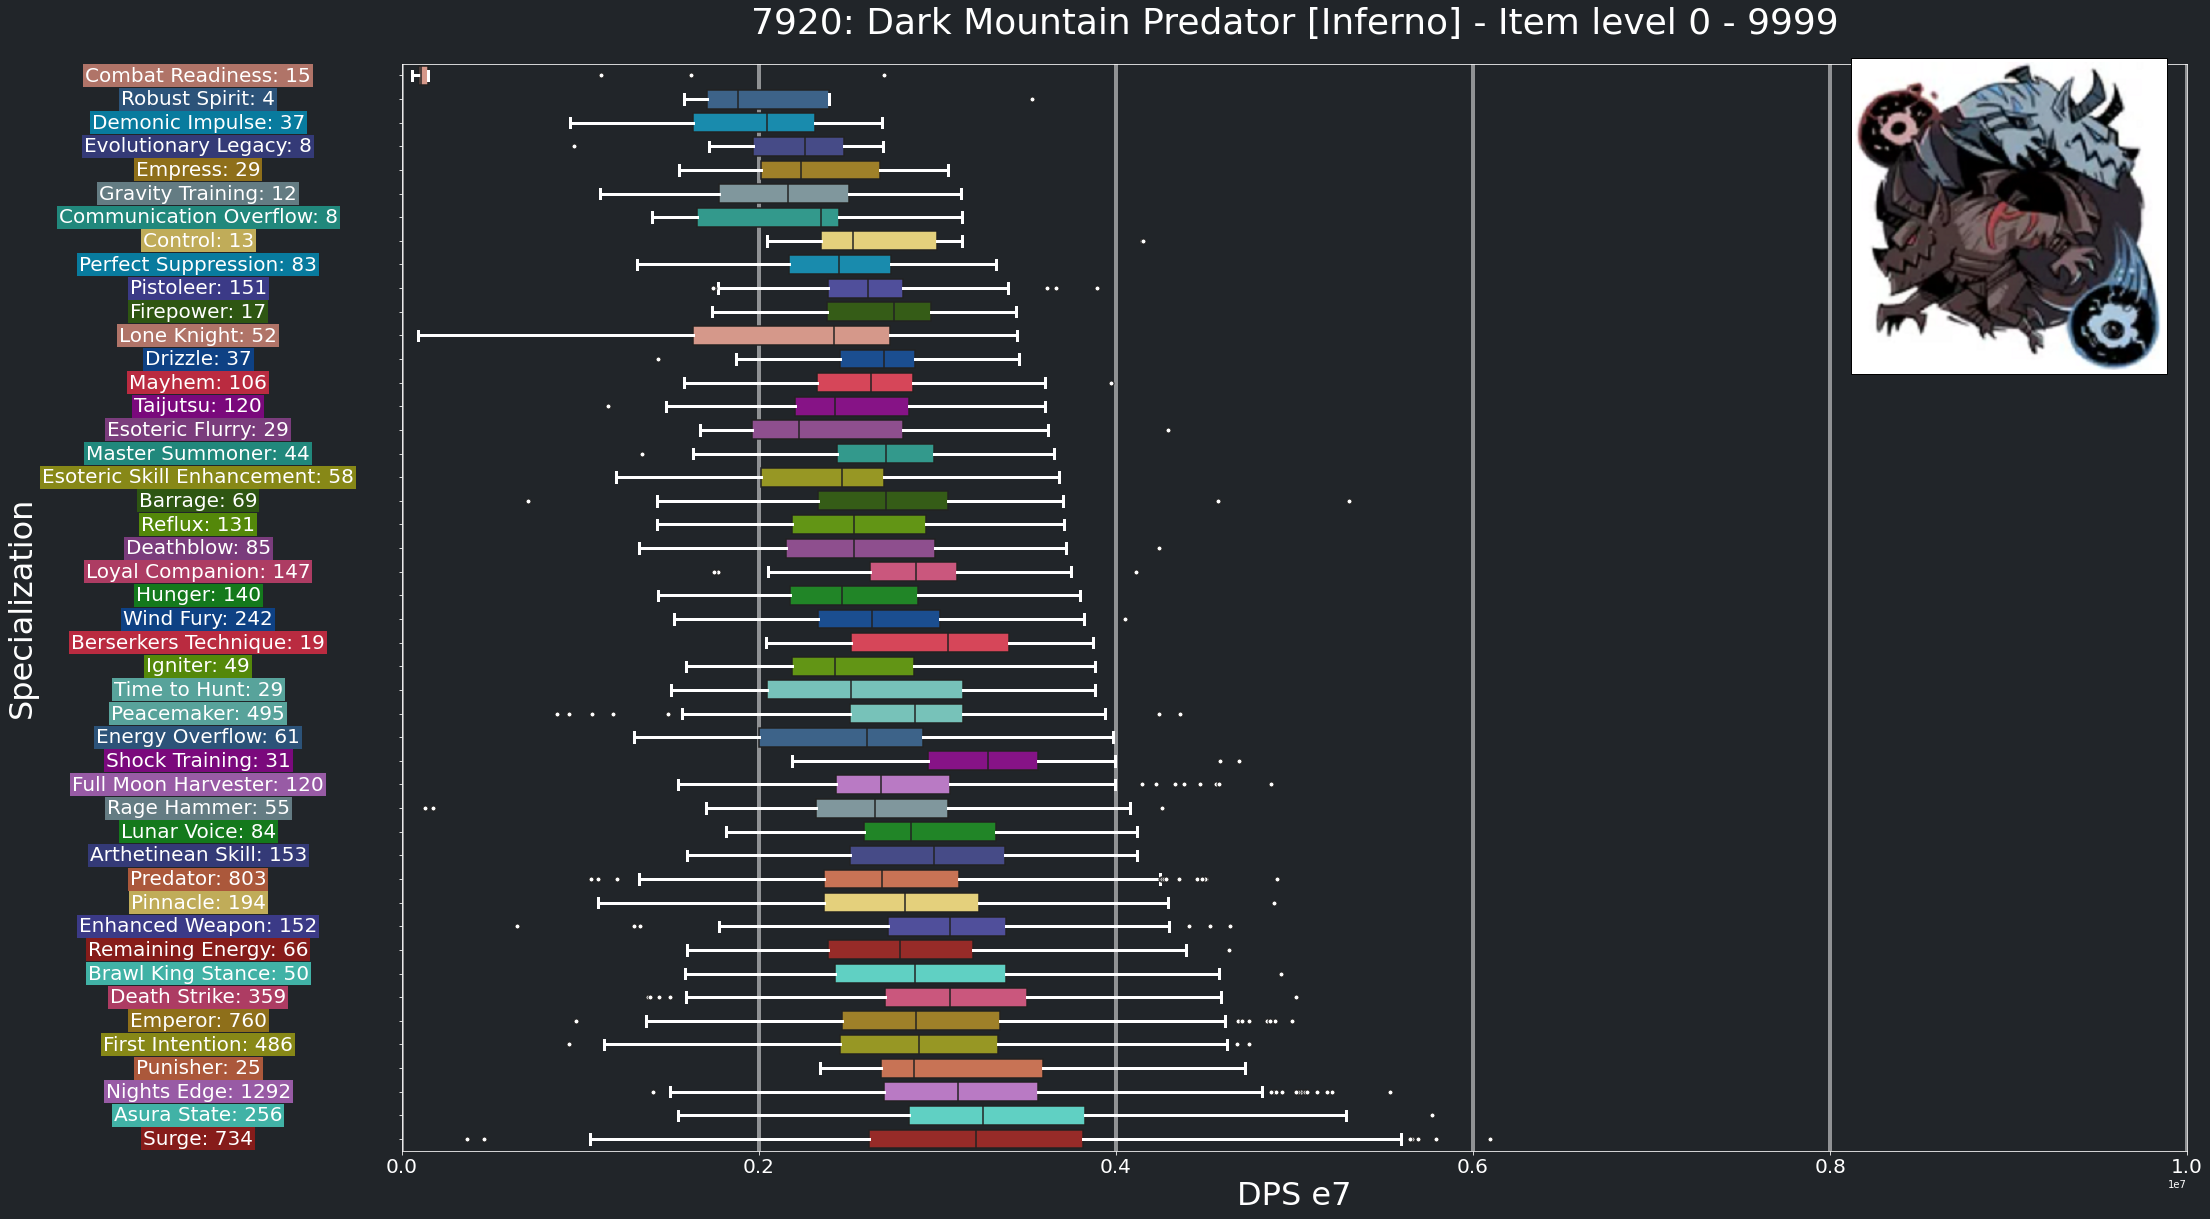 7920: Dark Mountain Predator [Inferno] - Item level 0 - 9999
Specialization
Combat Readiness: 15
Robust Spirit: 4
Demonic Impulse: 37
Evolutionary Legacy: 8
Empress: 29
Gravity Training: 12
Communication Overflow: 8
Control: 13
Perfect Suppression: 83
Pistoleer: 151
Firepower: 17
Lone Knight: 52
Drizzle: 37
Mayhem: 106
Taijutsu: 120
Esoteric Flurry: 29
Master Summoner: 44
Esoteric Skill Enhancement: 58
Barrage: 69
Reflux: 131
Deathblow: 85
Loyal Companion: 147
Hunger: 140
Wind Fury: 242
Berserkers Technique: 19
Igniter: 49
Time to Hunt: 29
Peacemaker: 495
Energy Overflow: 61
Shock Training: 31
Full Moon Harvester: 120
Rage Hammer: 55
Lunar Voice: 84
Arthetinean Skill: 153
Predator: 803
Pinnacle: 194
Enhanced Weapon: 152
Remaining Energy: 66
Brawl King Stance: 50
Death Strike: 359
Emperor: 760
First Intention: 486
Punisher: 25
Nights Edge: 1292
Asura State: 256
Surge: 734
0.0 0.2 0.4 0.6 0.8 1.0
1e7
DPS e7